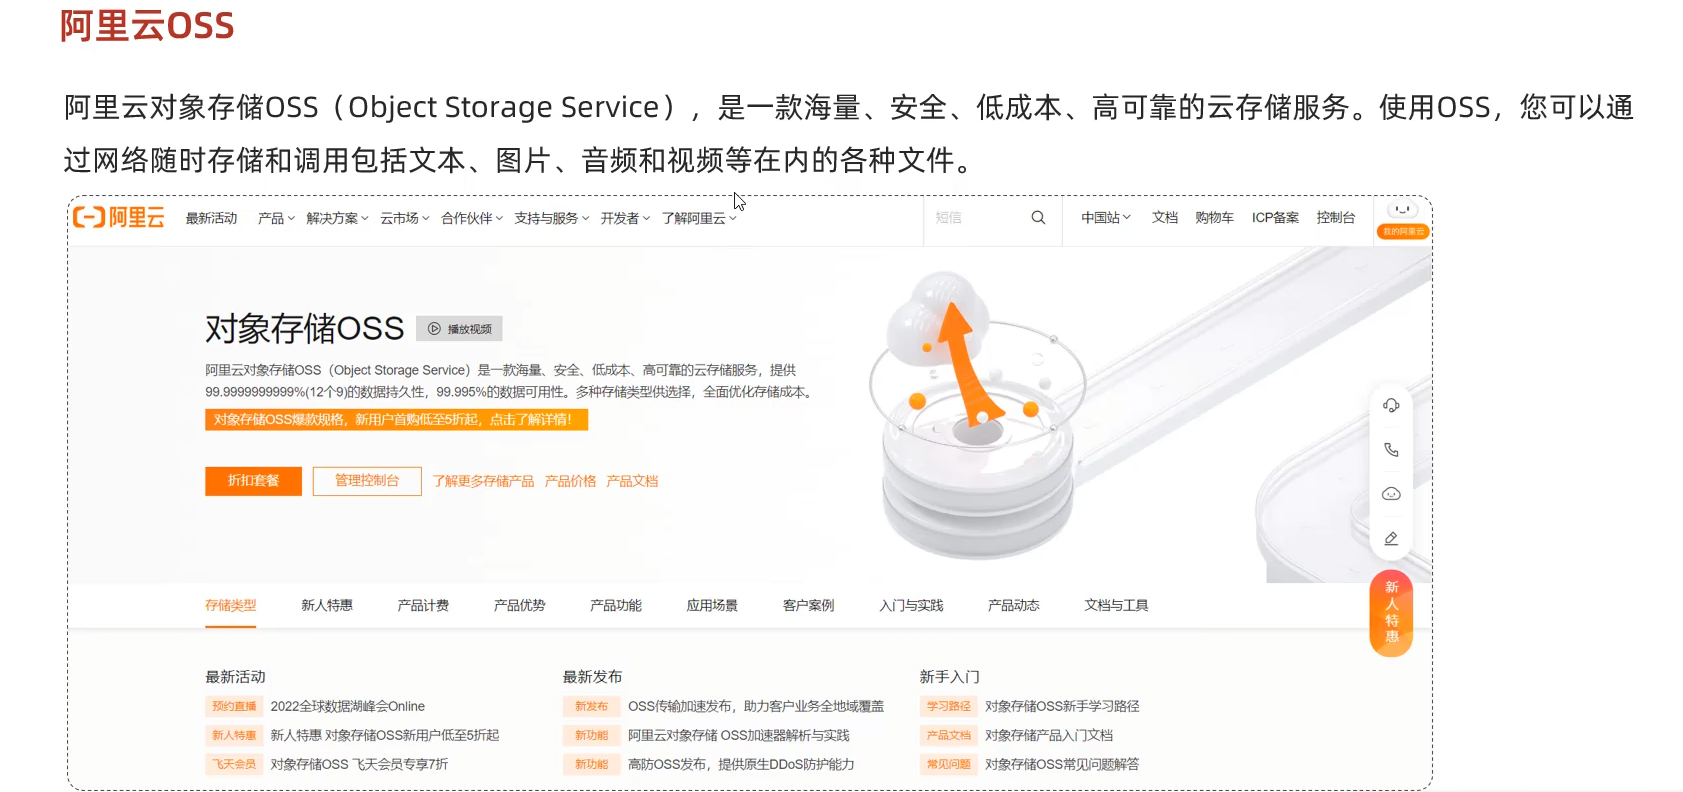 阿里云OSS
阿里云对象存储OSS（Object Storage Service），是一款海量、安全、低成本、高可靠的云存储服务。使用OSS，您可以通
过网络随时存储和调用包括文本、图片、音频和视频等在内的各种文件。
阿里云 最新活动 产品 解决方案 云市场 合作伙伴 支持与服务 开发者 了解阿里云 短信 中国站 文档 购物车 ICP备案 控制台
我的阿里云
对象存储OSS 播放视频
阿里云对象存储OSS（Object Storage Service）是一款海量、安全、低成本、高可靠的云存储服务，提供
99.9999999999%(12个9)的数据持久性，99.995%的数据可用性。多种存储类型供选择，全面优化存储成本。
对象存储OSS爆款规格，新用户首购低至5折起，点击了解详情！
折扣套餐 管理控制台 了解更多存储产品 产品价格 产品文档
新人特惠
存储类型 新人特惠 产品计费 产品优势 产品功能 应用场景 客户案例 入门与实践 产品动态 文档与工具
最新活动 最新发布 新手入门
预约直播 2022全球数据湖峰会Online 新发布 OSS传输加速发布，助力客户业务全地域覆盖 学习路径 对象存储OSS新手学习路径
新人特惠 新人特惠 对象存储OSS新用户低至5折起 新功能 阿里云对象存储 OSS加速器解析与实践 产品文档 对象存储产品入门文档
飞天会员 对象存储OSS 飞天会员专享7折 新功能 高防OSS发布，提供原生DDoS防护能力 常见问题 对象存储OSS常见问题解答